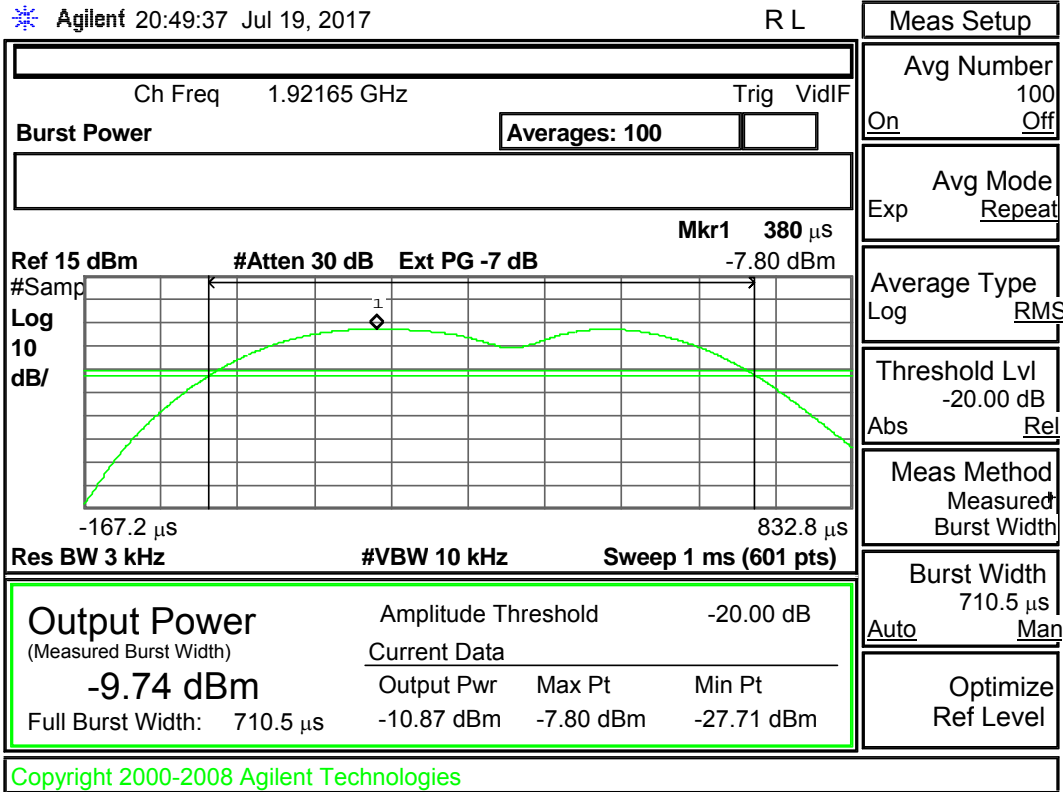 Agilent 20:49:37 Jul 19, 2017 R L
Ch Freq 1.92165 GHz Trig VidIF
Burst Power Averages: 100
Mkr1 380 μs
Ref 15 dBm #Atten 30 dB Ext PG -7 dB -7.80 dBm
#Samp
Log
10
dB/
1
-167.2 μs 832.8 μs
Res BW 3 kHz #VBW 10 kHz Sweep 1 ms (601 pts)
Output Power
(Measured Burst Width)
-9.74 dBm
Full Burst Width: 710.5 μs
Amplitude Threshold -20.00 dB
Current Data
Output Pwr Max Pt Min Pt
-10.87 dBm -7.80 dBm -27.71 dBm
Meas Setup
Avg Number
100
On Off
Avg Mode
Exp Repeat
Average Type
Log RMS
Threshold Lvl
-20.00 dB
Abs Rel
Meas Method
Measured
Burst Width
Burst Width
710.5 μs
Auto Man
Optimize
Ref Level
Copyright 2000-2008 Agilent Technologies